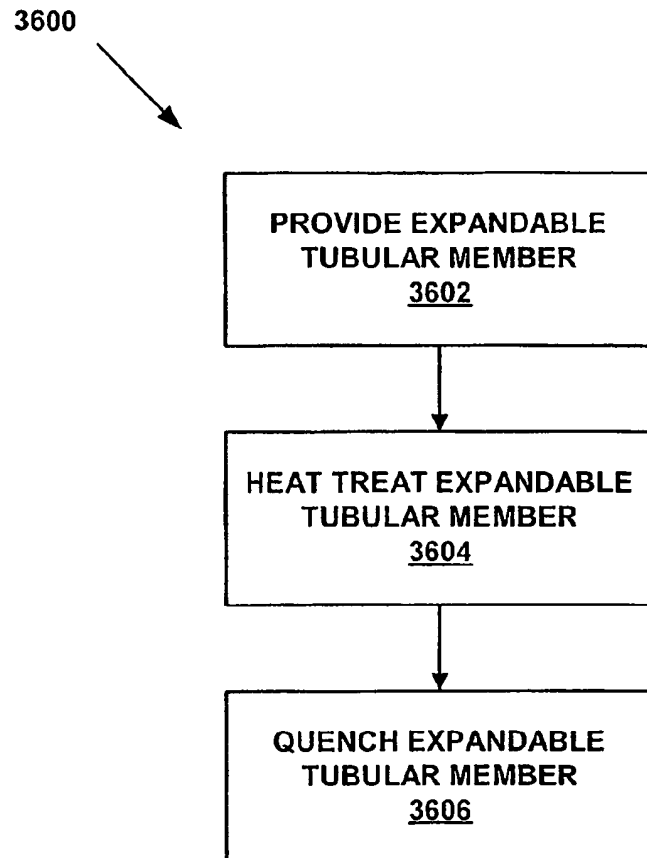 3600
PROVIDE EXPANDABLE
TUBULAR MEMBER
3602
HEAT TREAT EXPANDABLE
TUBULAR MEMBER
3604
QUENCH EXPANDABLE
TUBULAR MEMBER
3606